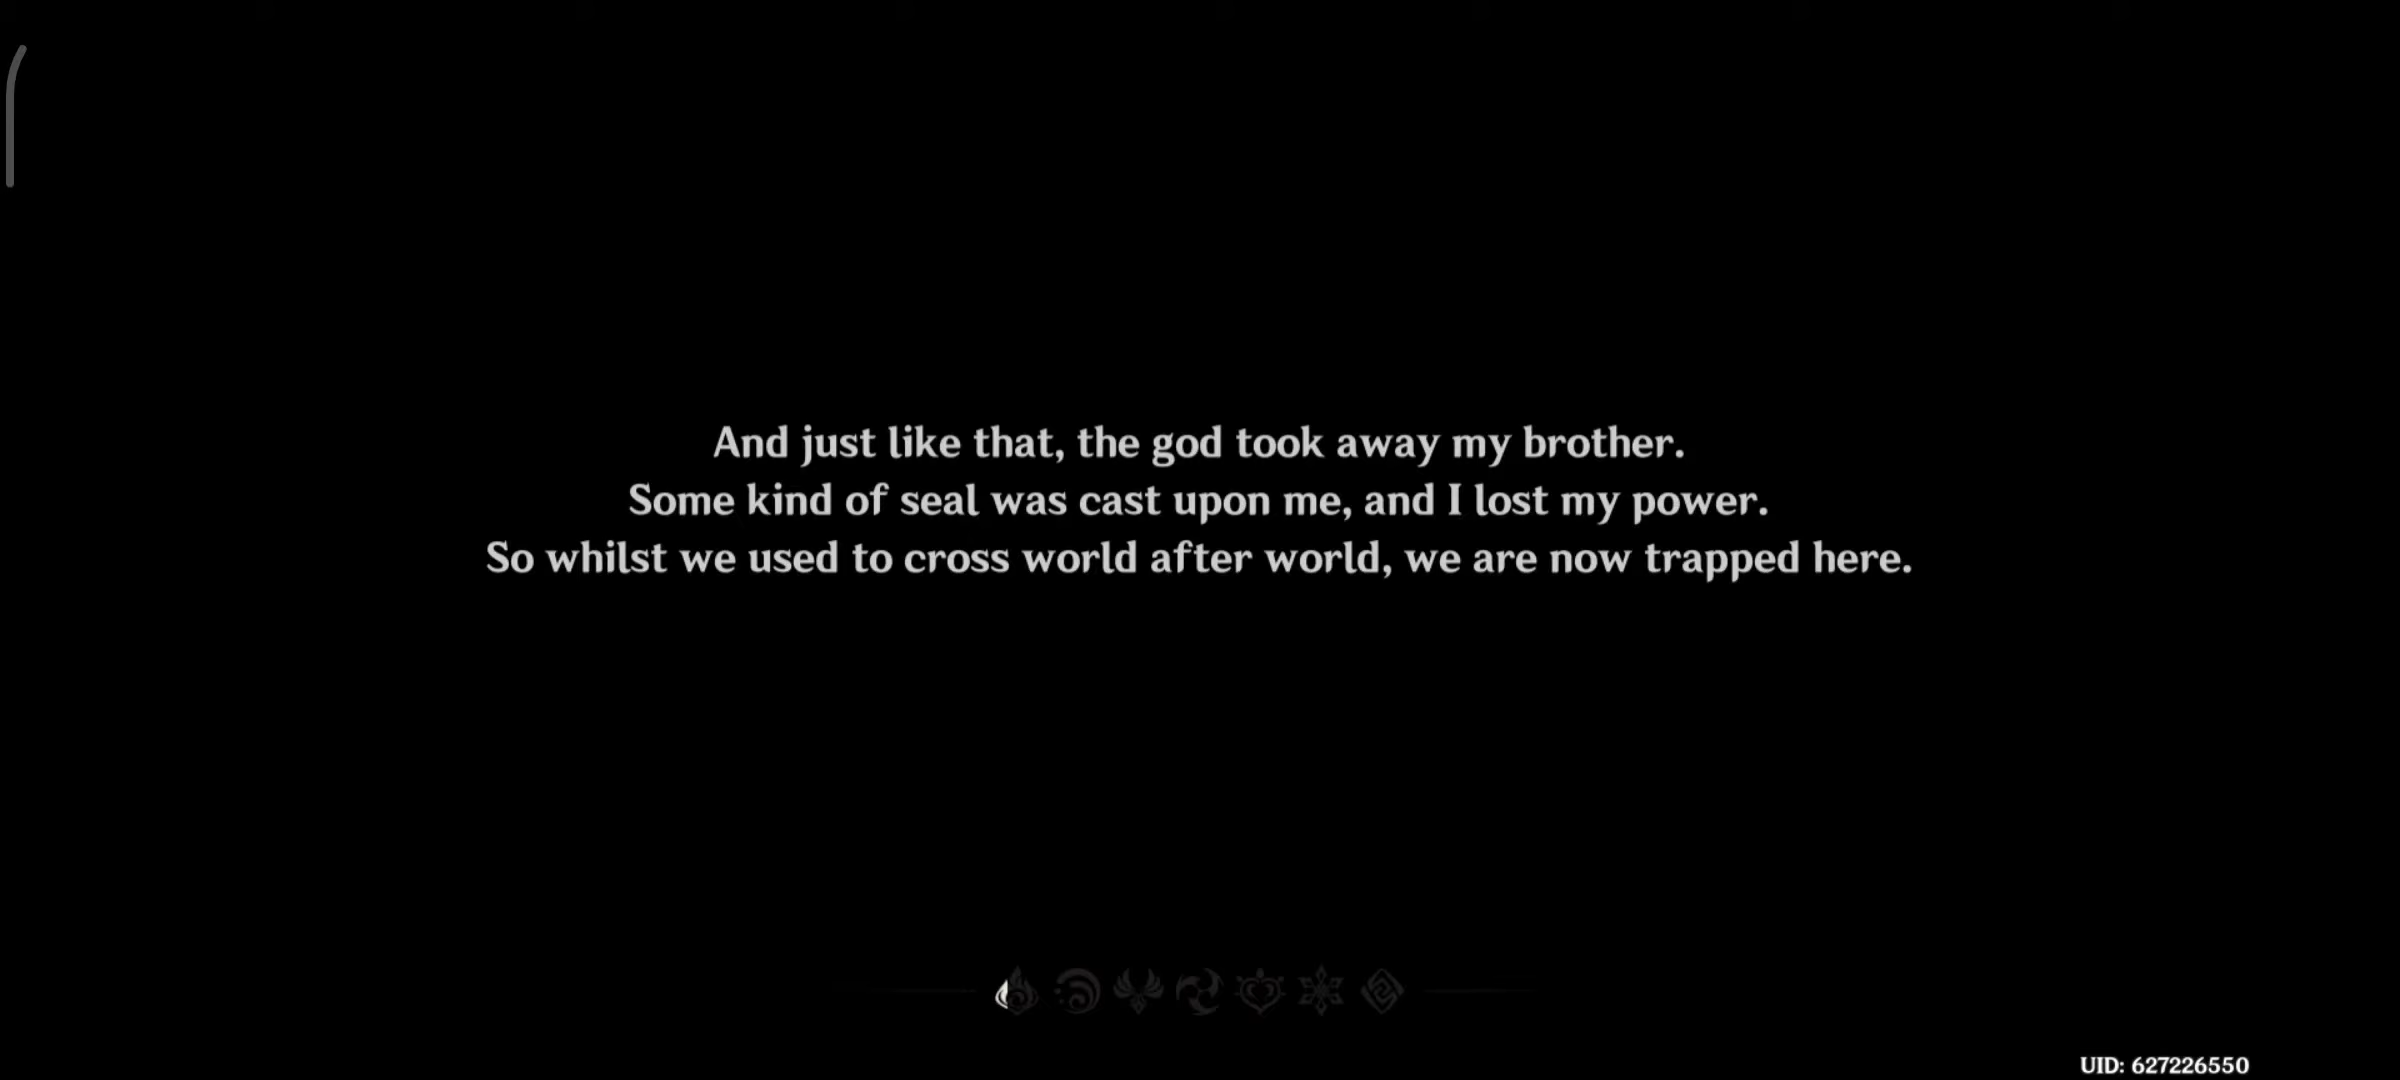 And just like that, the god took away my brother.
Some kind of seal was cast upon me, and I lost my power.
So whilst we used to cross world after world, we are now trapped here.
UID: 627226550